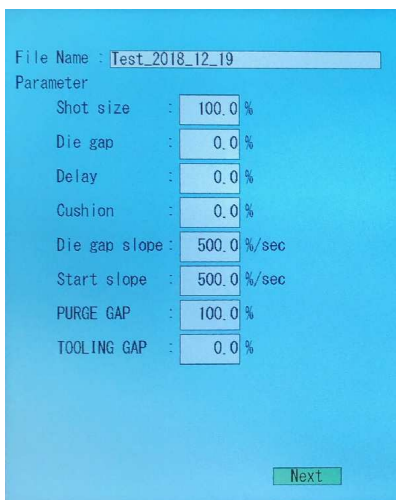 File Name : Test_2018_12_19
Parameter
Shot size : 100.0 %
Die gap : 0.0 %
Delay : 0.0 %
Cushion : 0.0 %
Die gap slope : 500.0 %/sec
Start slope : 500.0 %/sec
PURGE GAP : 100.0 %
TOOLING GAP : 0.0 %
Next